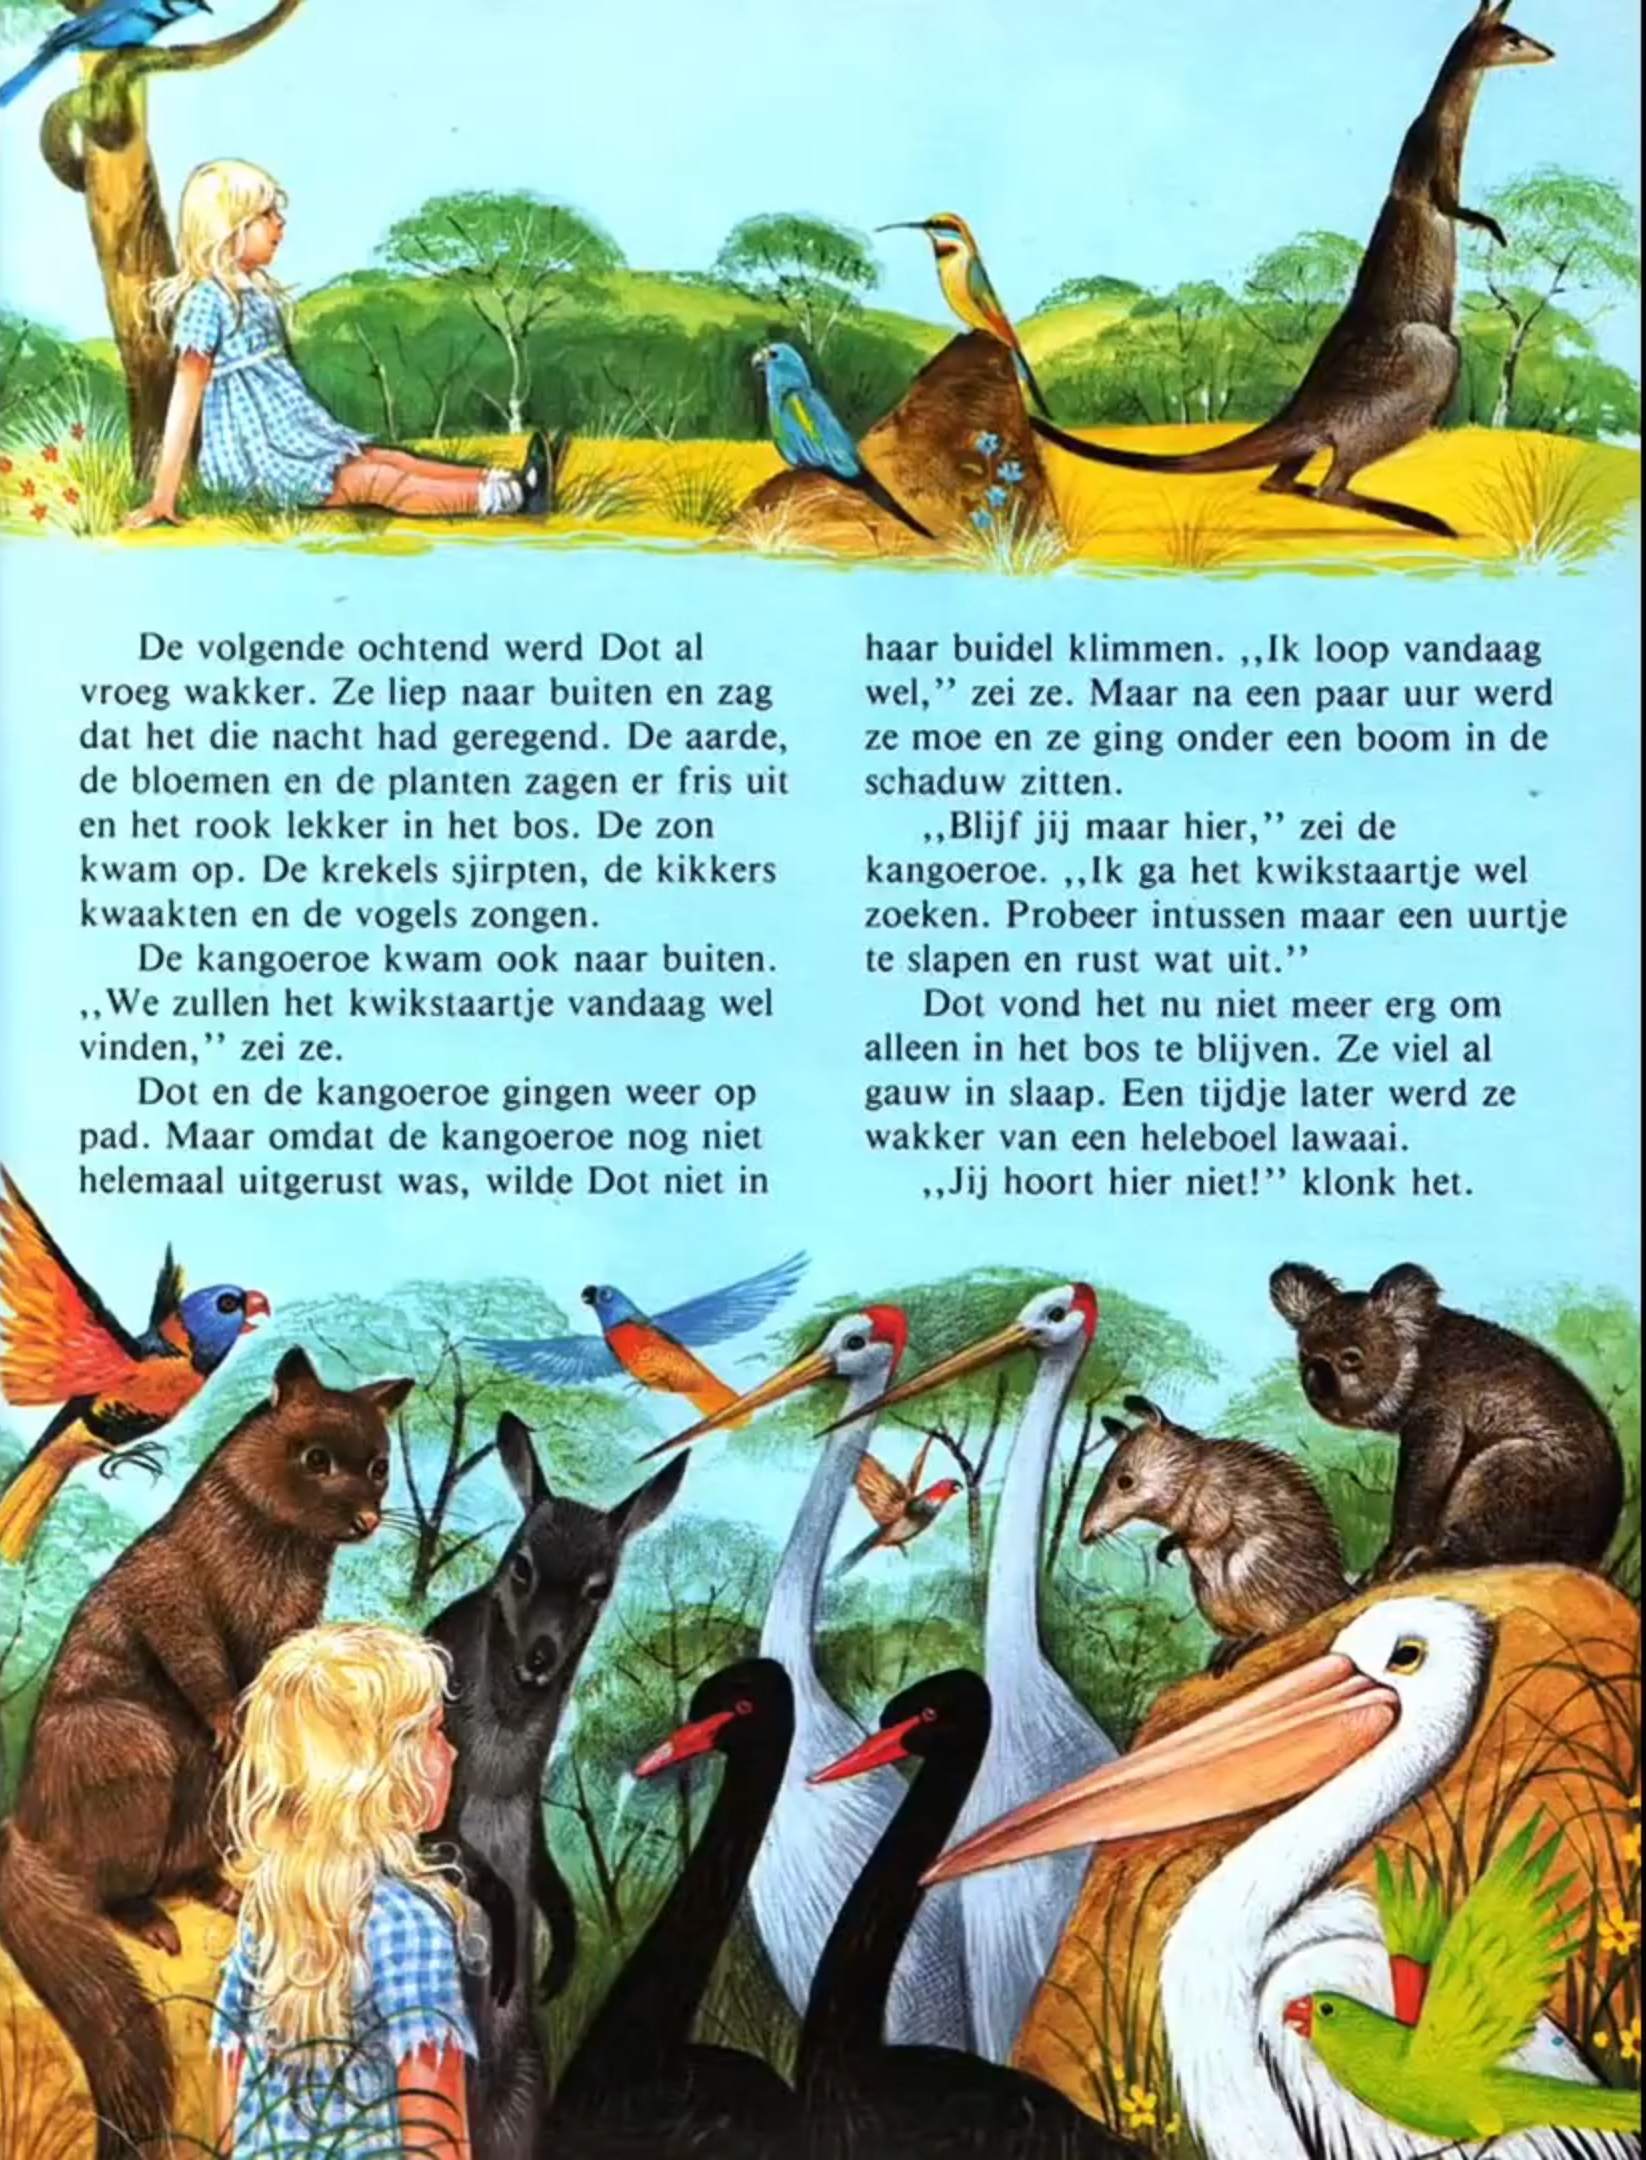 De volgende ochtend werd Dot al
vroeg wakker. Ze liep naar buiten en zag
dat het die nacht had geregend. De aarde,
de bloemen en de planten zagen er fris uit
en het rook lekker in het bos. De zon
kwam op. De krekels sjirpten, de kikkers
kwaakten en de vogels zongen.
De kangoeroe kwam ook naar buiten.
,,We zullen het kwikstaartje vandaag wel
vinden,’’ zei ze.
Dot en de kangoeroe gingen weer op
pad. Maar omdat de kangoeroe nog niet
helemaal uitgerust was, wilde Dot niet in
haar buidel klimmen. ,,Ik loop vandaag
wel,’’ zei ze. Maar na een paar uur werd
ze moe en ze ging onder een boom in de
schaduw zitten.
,,Blijf jij maar hier,’’ zei de
kangoeroe. ,,Ik ga het kwikstaartje wel
zoeken. Probeer intussen maar een uurtje
te slapen en rust wat uit.’’
Dot vond het nu niet meer erg om
alleen in het bos te blijven. Ze viel al
gauw in slaap. Een tijdje later werd ze
wakker van een heleboel lawaai.
,,Jij hoort hier niet!’’ klonk het.